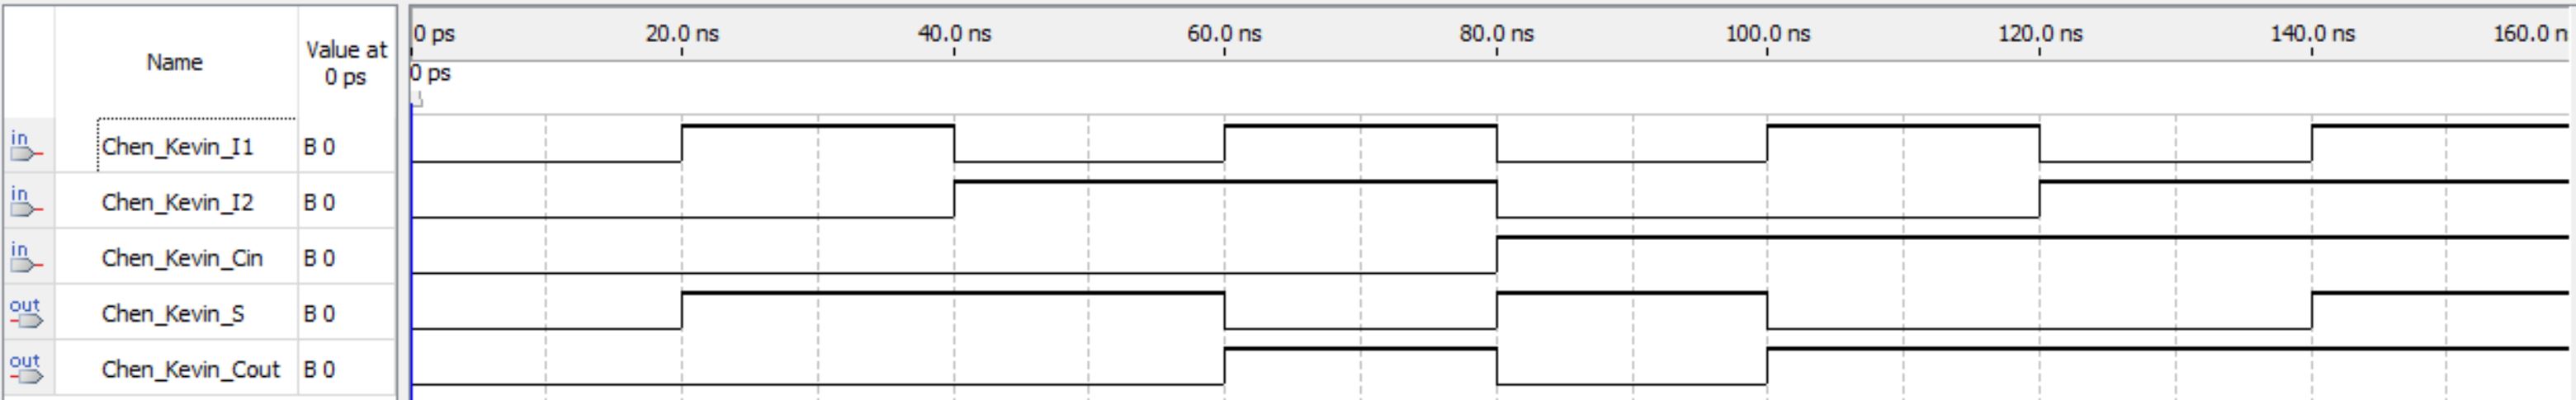 Name
Value at
0 ps
0 ps 20.0 ns 40.0 ns 60.0 ns 80.0 ns 100.0 ns 120.0 ns 140.0 ns 160.0 n
0 ps
in Chen_Kevin_I1 B 0
in Chen_Kevin_I2 B 0
in Chen_Kevin_Cin B 0
out Chen_Kevin_S B 0
out Chen_Kevin_Cout B 0